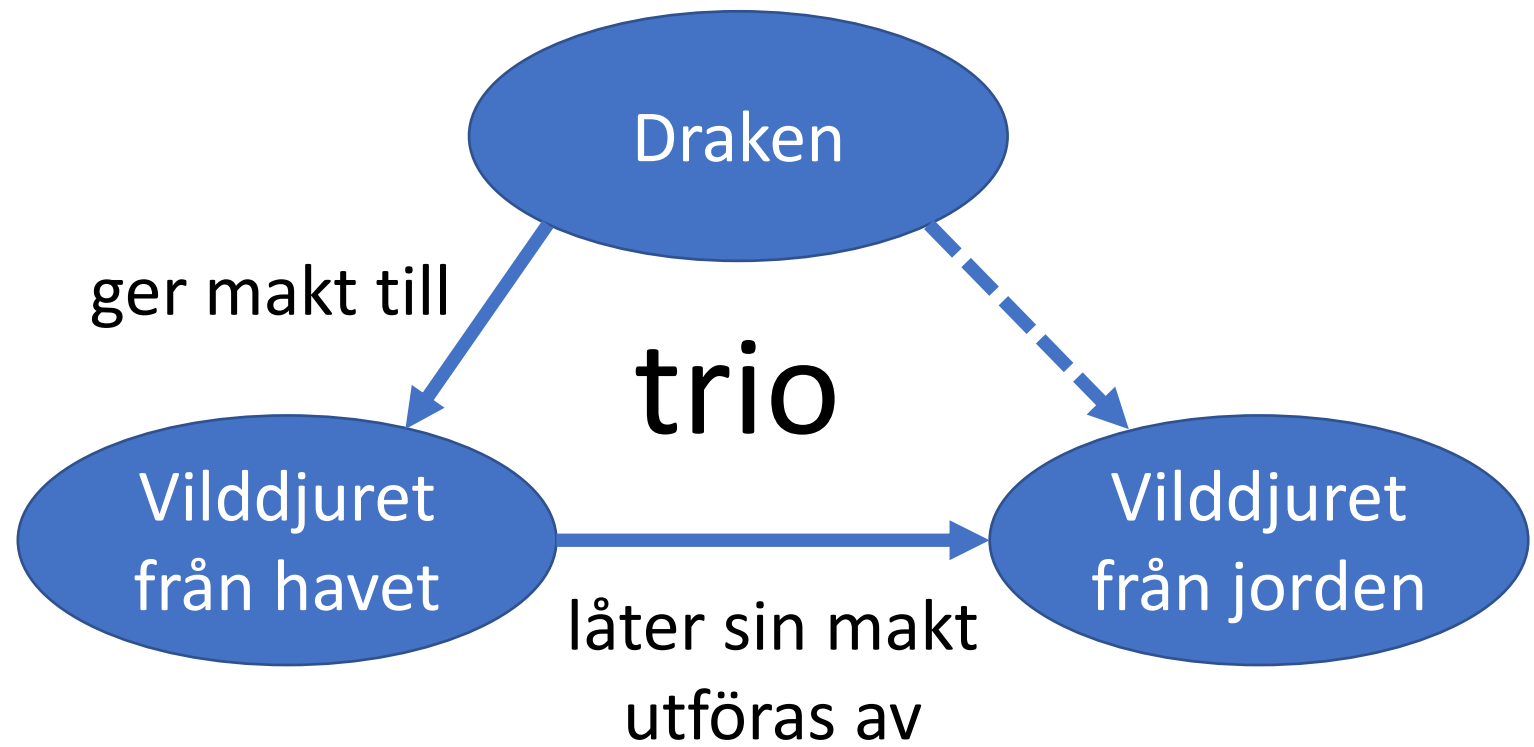 Draken
ger makt till
trio
Vilddjuret
från havet
Vilddjuret
från jorden
låter sin makt
utföras av